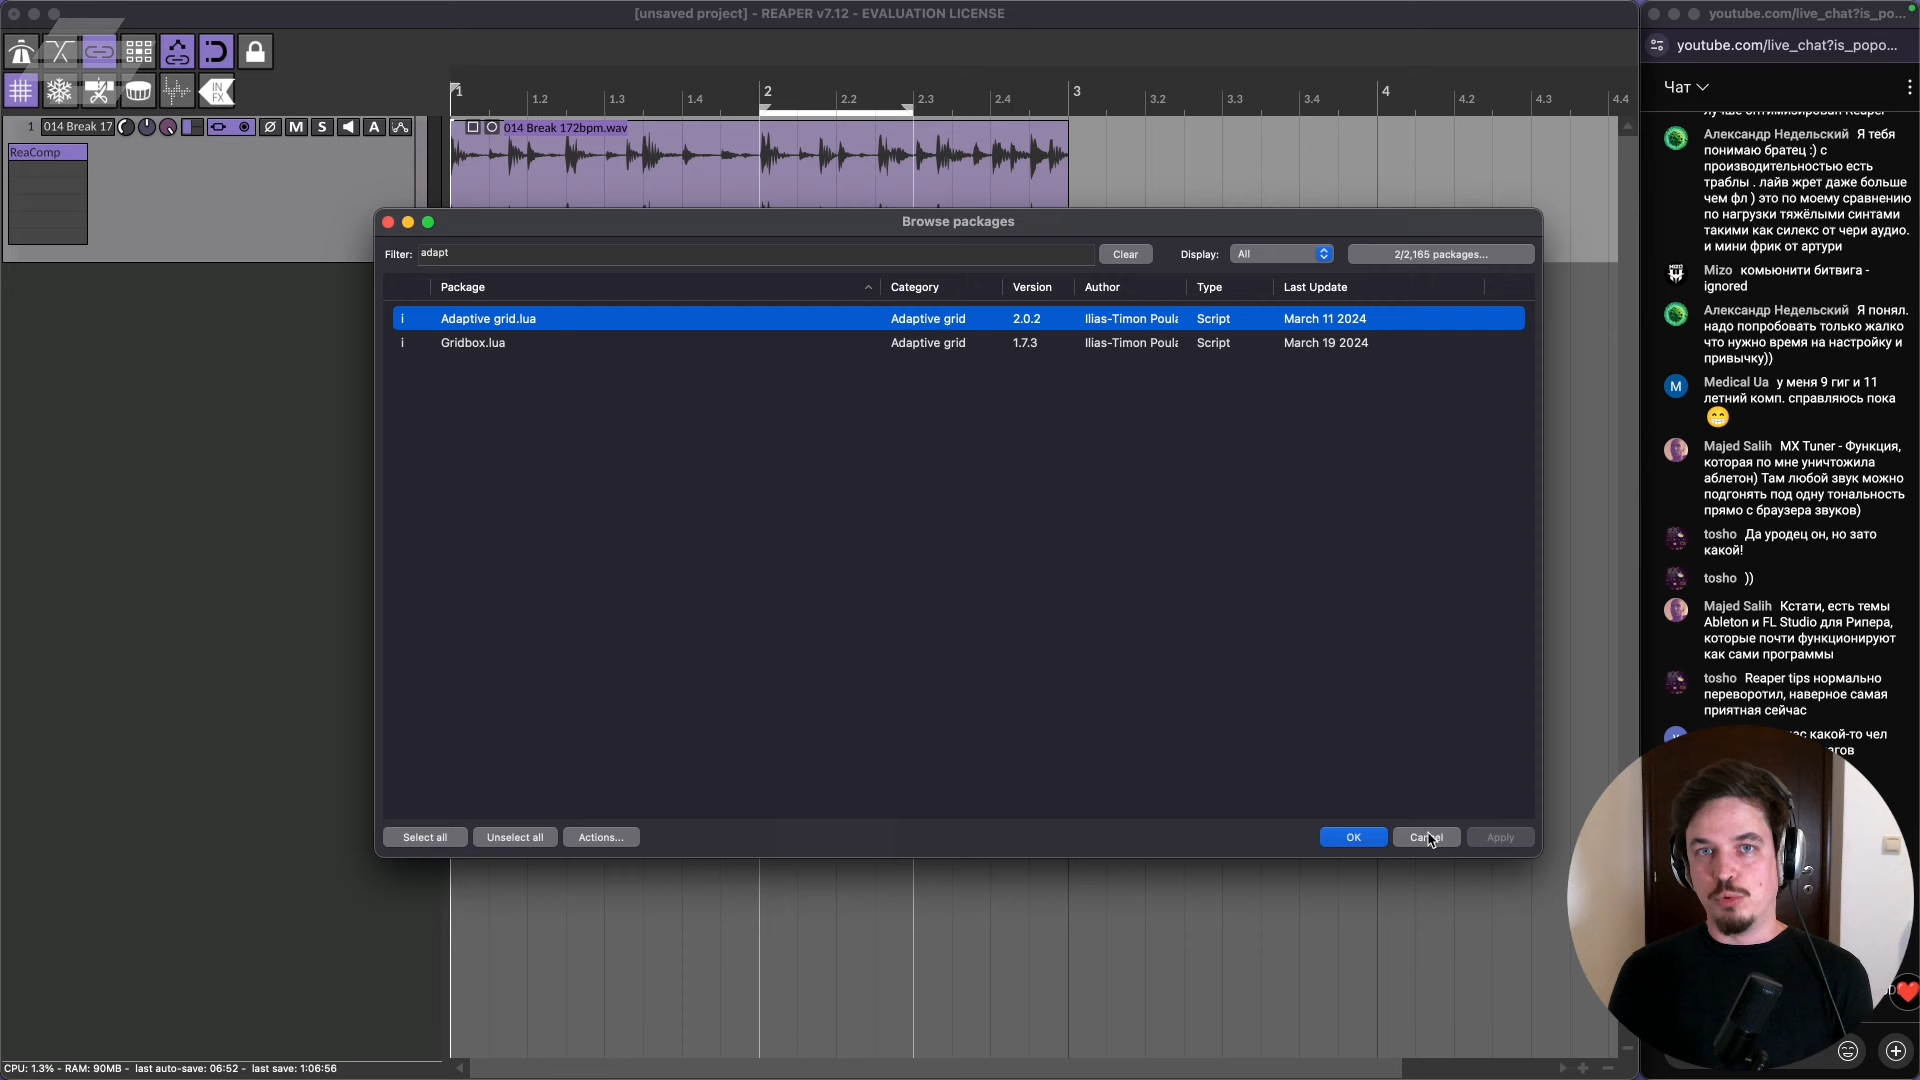 [unsaved project] - REAPER v7.12 - EVALUATION LICENSE
youtube.com/live_chat?is_po...
youtube.com/live_chat?is_popo...
Чат
IN
FX
1 1.2 1.3 1.4 2 2.2 2.3 2.4 3 3.2 3.3 3.4 4 4.2 4.3 4.4
1 014 Break 17 M S A
014 Break 172bpm.wav
ReaComp
Browse packages
Filter: adapt Clear Display: All 2/2,165 packages...
Package Category Version Author Type Last Update
i Adaptive grid.lua Adaptive grid 2.0.2 Ilias-Timon Poula Script March 11 2024
i Gridbox.lua Adaptive grid 1.7.3 Ilias-Timon Poula Script March 19 2024
Select all Unselect all Actions... OK Cancel Apply
CPU: 1.3% - RAM: 90MB - last auto-save: 06:52 - last save: 1:06:56
Александр Недельский Я тебя
понимаю братец :) с
производительностью есть
траблы . лайв жрет даже больше
чем фл ) это по моему сравнению
по нагрузки тяжёлыми синтами
такими как силекс от чери аудио.
и мини фрик от артури
Mizo комьюнити битвига -
ignored
Александр Недельский Я понял.
надо попробовать только жалко
что нужно время на настройку и
привычку))
M Medical Ua у меня 9 гиг и 11
летний комп. справляюсь пока
Majed Salih MX Tuner - Функция,
которая по мне уничтожила
аблетон) Там любой звук можно
подгонять под одну тональность
прямо с браузера звуков)
tosho Да уродец он, но зато
какой!
tosho ))
Majed Salih Кстати, есть темы
Ableton и FL Studio для Рипера,
которые почти функционируют
как сами программы
tosho Reaper tips нормально
переворотил, наверное самая
приятная сейчас
какой-то чел